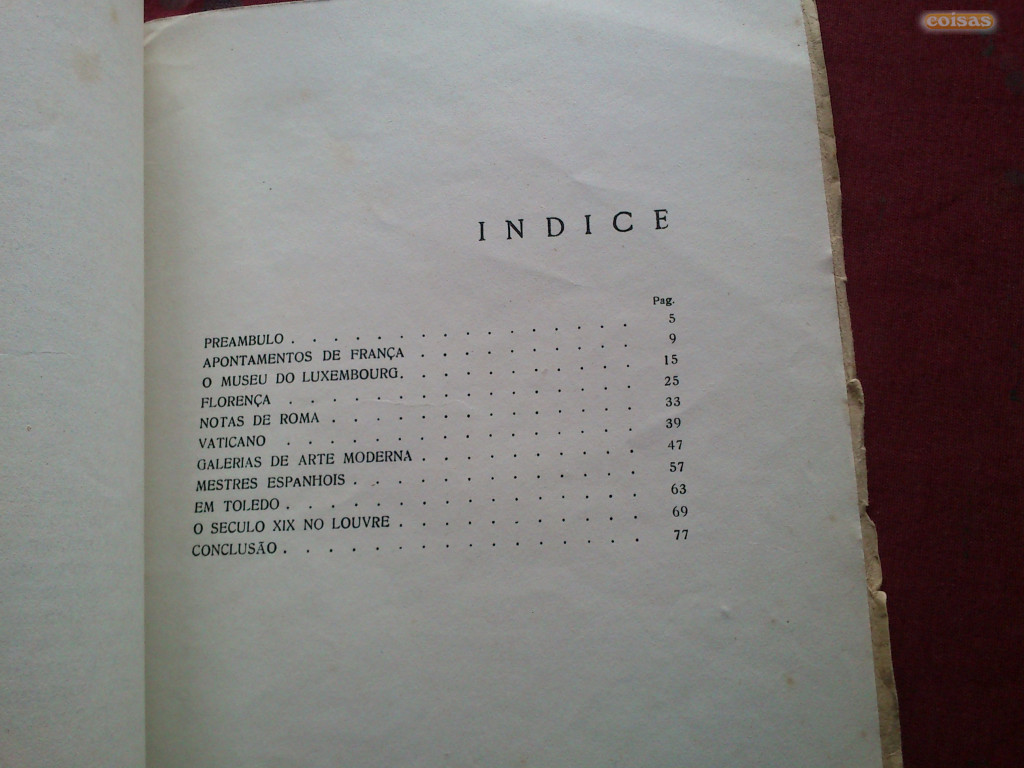 coisas
INDICE
Pag.
PREAMBULO . . . . . . . . . . . . . . . . 5
APONTAMENTOS DE FRANÇA . . . . . . . . . . 9
O MUSEU DO LUXEMBOURG. . . . . . . . . . . 15
FLORENÇA . . . . . . . . . . . . . . . . 25
NOTAS DE ROMA . . . . . . . . . . . . . . 33
VATICANO . . . . . . . . . . . . . . . . 39
GALERIAS DE ARTE MODERNA . . . . . . . . . . 47
MESTRES ESPANHOIS . . . . . . . . . . . . . 57
EM TOLEDO . . . . . . . . . . . . . . . . 63
O SECULO XIX NO LOUVRE . . . . . . . . . . . 69
CONCLUSÃO . . . . . . . . . . . . . . . . 77